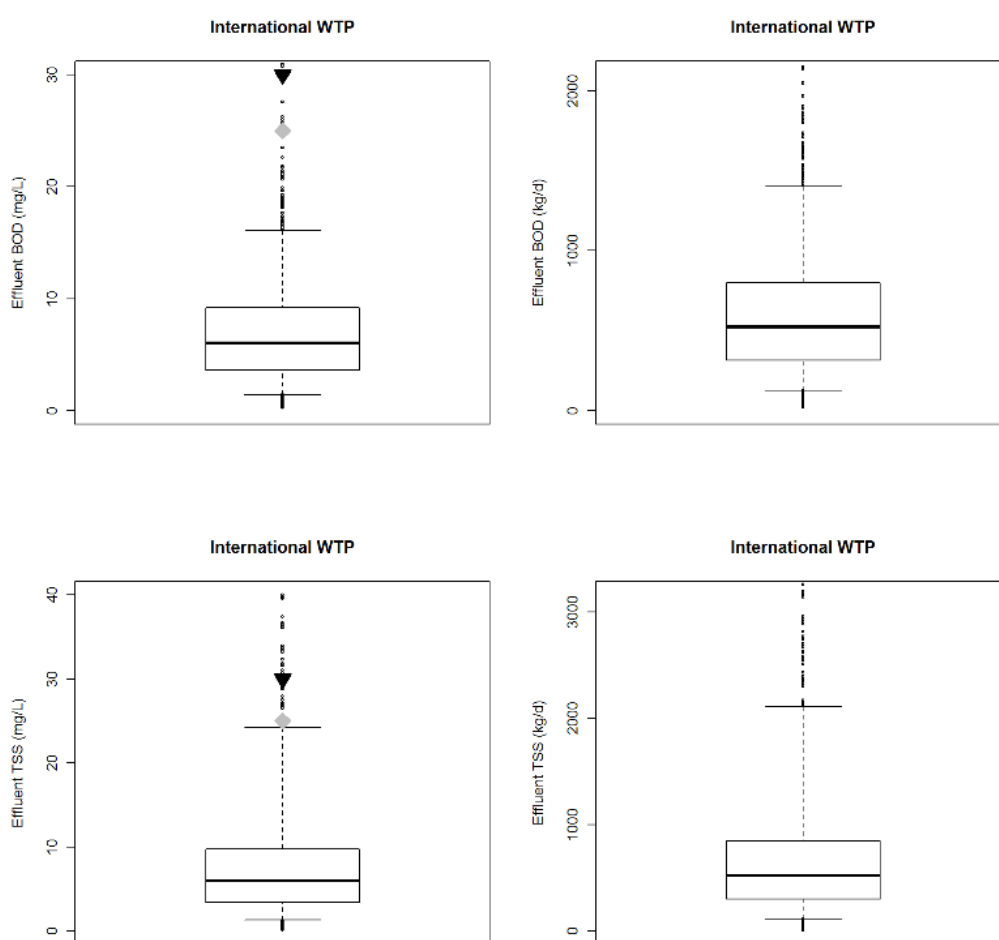 International WTP
Effluent BOD (mg/L)
30
20
10
0
International WTP
Effluent BOD (kg/d)
2000
1000
0
International WTP
Effluent TSS (mg/L)
40
30
20
10
0
International WTP
Effluent TSS (kg/d)
3000
2000
1000
0